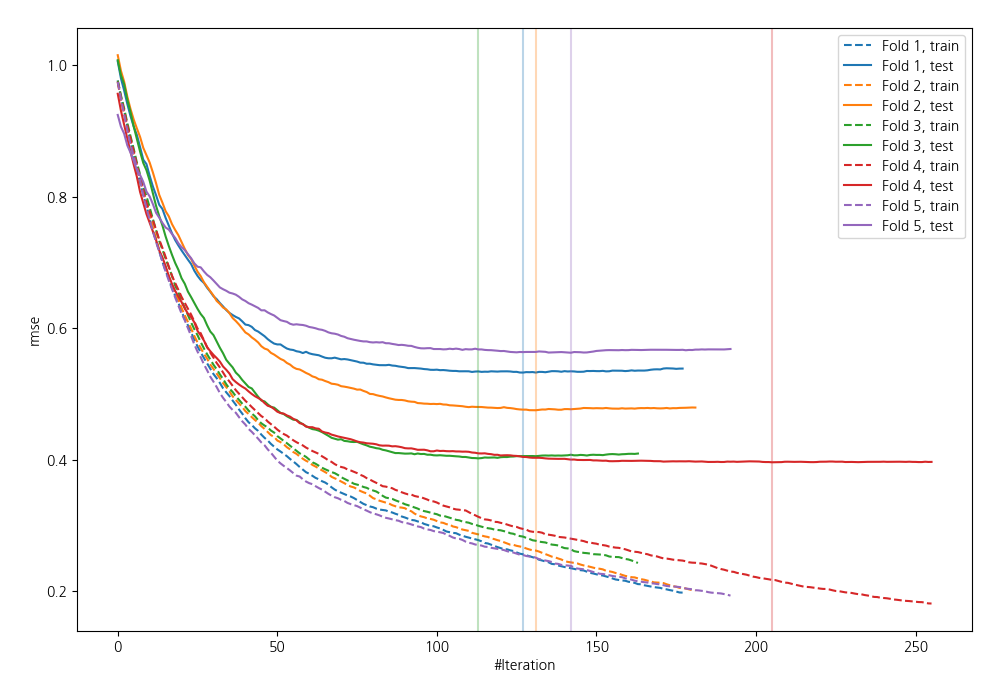 Fold 1, train
Fold 1, test
Fold 2, train
Fold 2, test
Fold 3, train
Fold 3, test
Fold 4, train
Fold 4, test
Fold 5, train
Fold 5, test
1.0
0.8
0.6
0.4
0.2
rmse
0 50 100 150 200 250
#Iteration